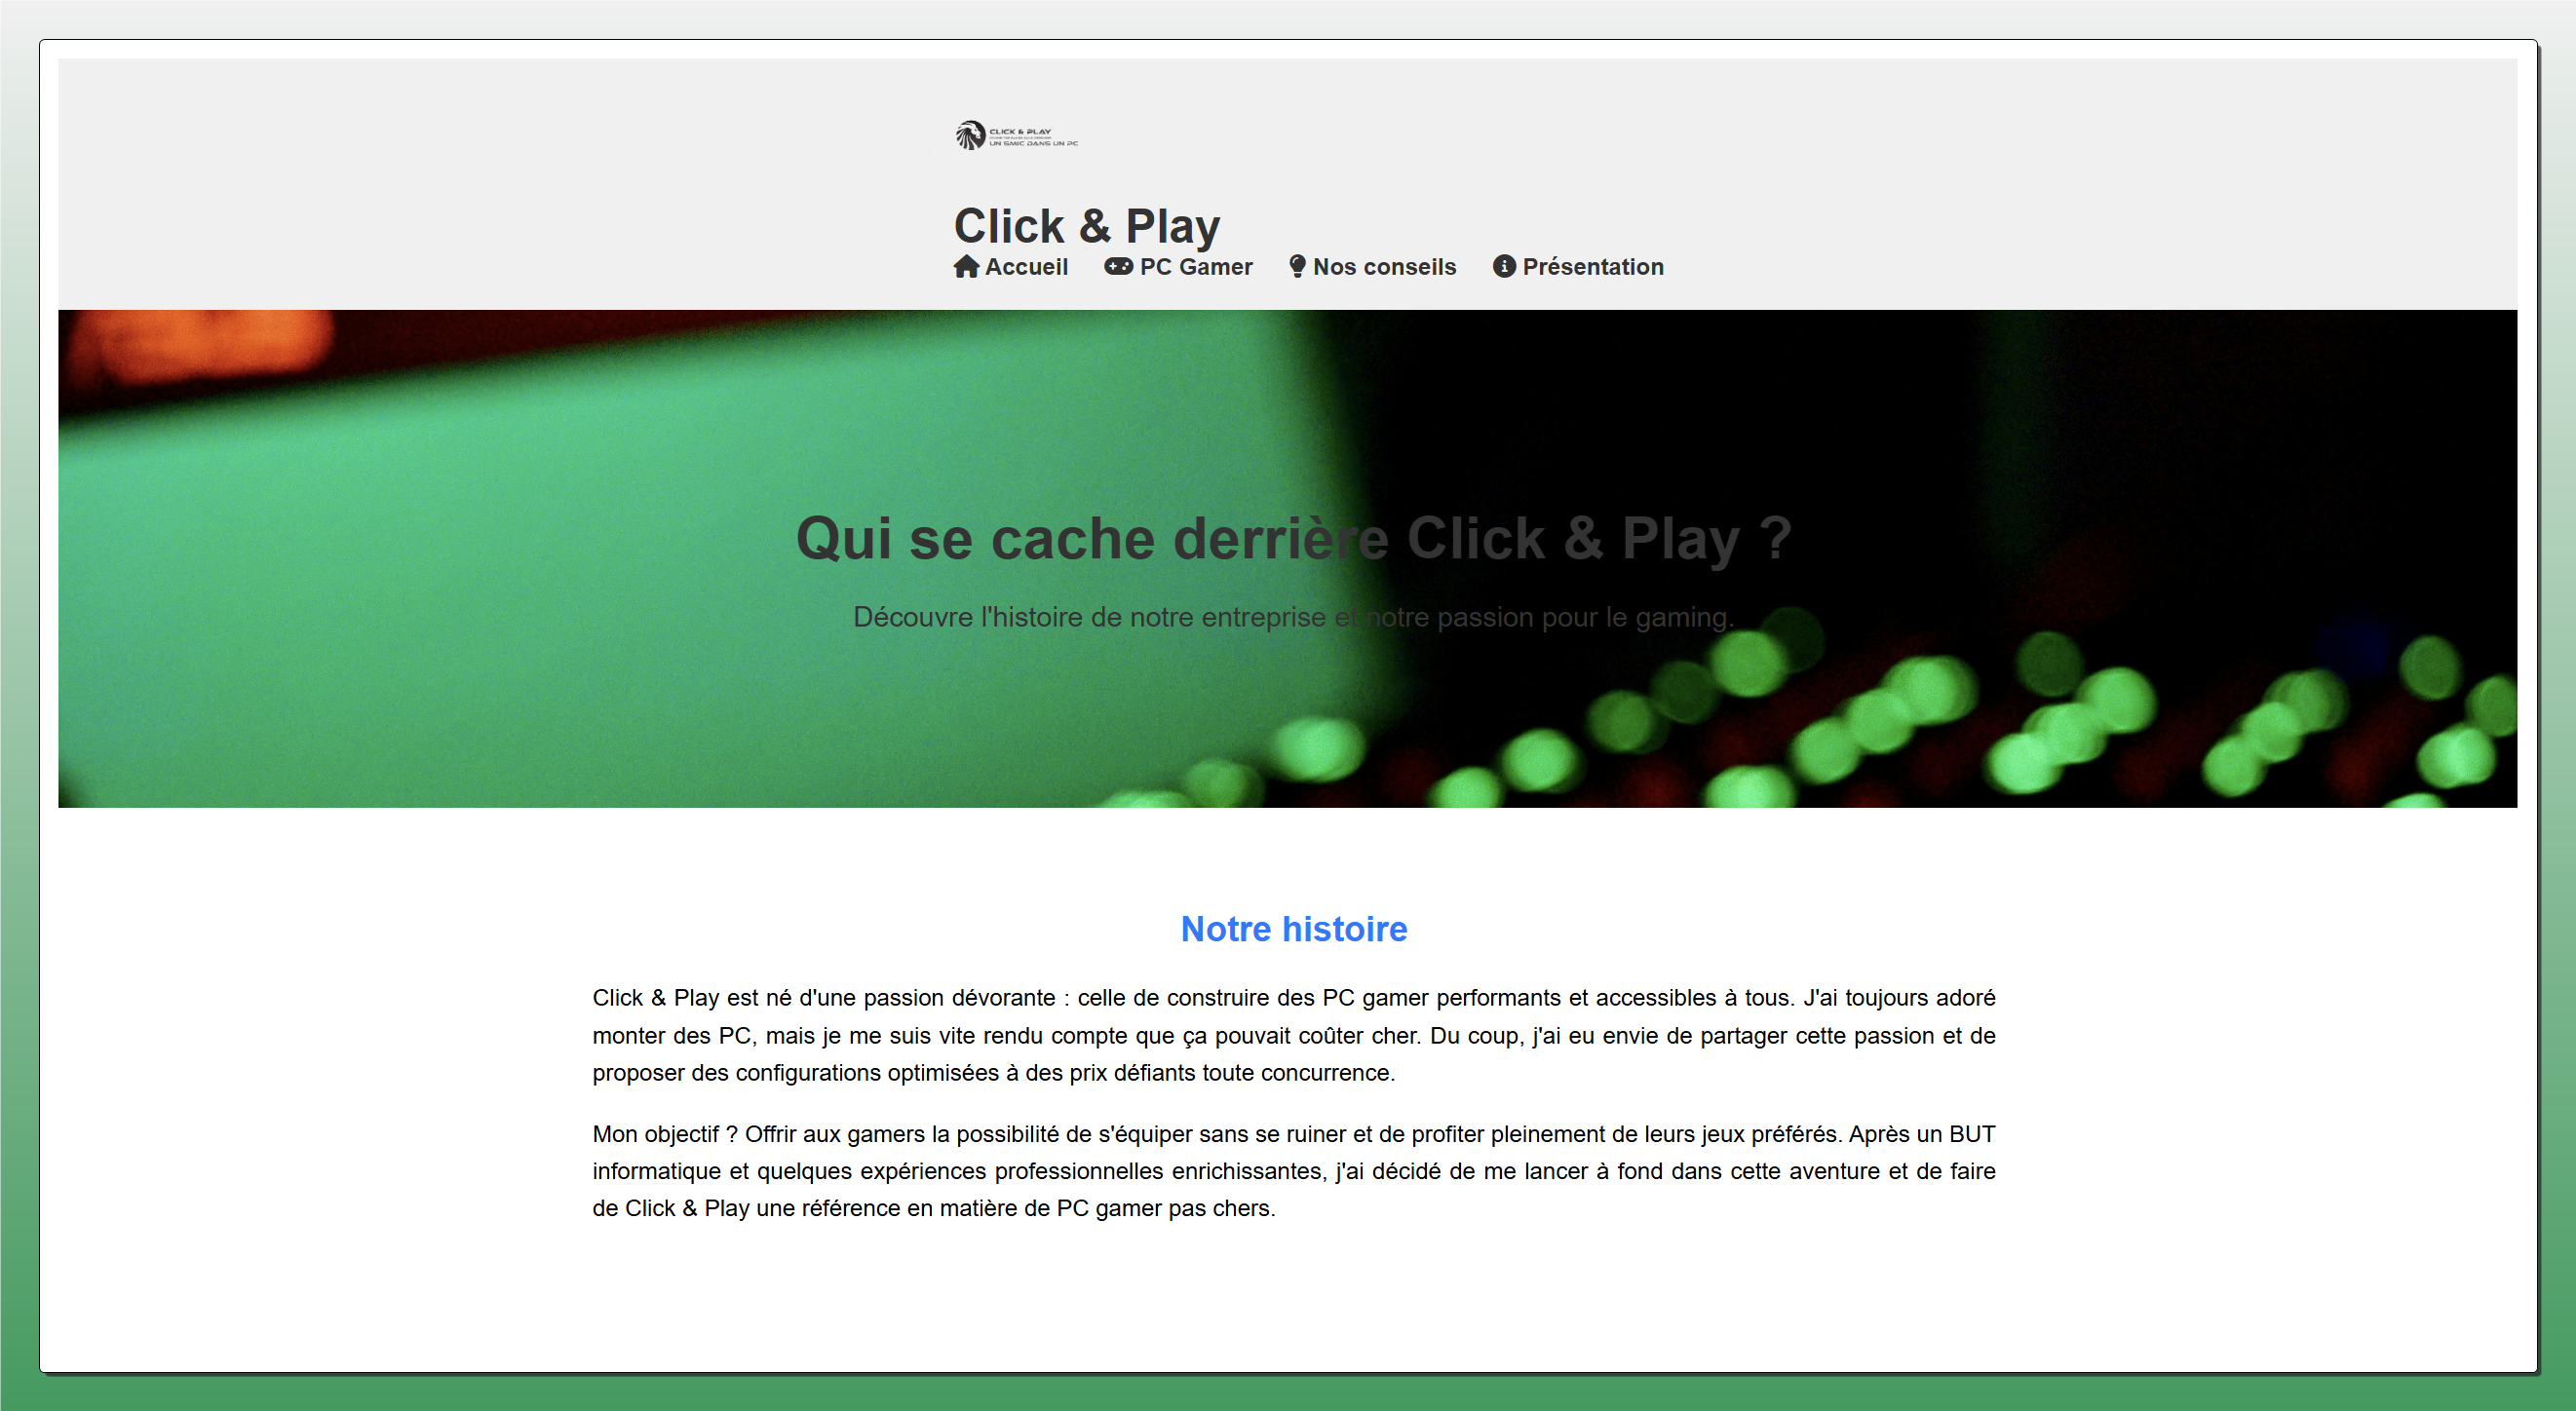 CLICK & PLAY
UN SMIC DANS UN PC
Click & Play
Accueil PC Gamer Nos conseils Présentation
Qui se cache derrière Click & Play ?
Découvre l'histoire de notre entreprise et notre passion pour le gaming.
Notre histoire
Click & Play est né d'une passion dévorante : celle de construire des PC gamer performants et accessibles à tous. J'ai toujours adoré
monter des PC, mais je me suis vite rendu compte que ça pouvait coûter cher. Du coup, j'ai eu envie de partager cette passion et de
proposer des configurations optimisées à des prix défiants toute concurrence.
Mon objectif ? Offrir aux gamers la possibilité de s'équiper sans se ruiner et de profiter pleinement de leurs jeux préférés. Après un BUT
informatique et quelques expériences professionnelles enrichissantes, j'ai décidé de me lancer à fond dans cette aventure et de faire
de Click & Play une référence en matière de PC gamer pas chers.